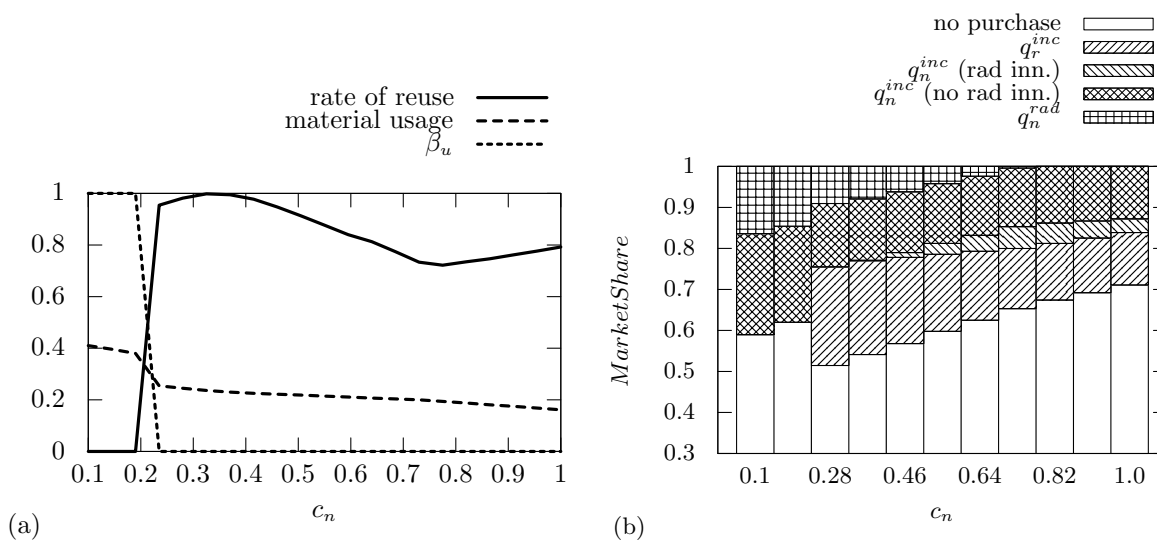 rate of reuse
material usage
β̄_u
1
0.8
0.6
0.4
0.2
0
0.1 0.2 0.3 0.4 0.5 0.6 0.7 0.8 0.9 1
c_n
(a)
no purchase
q_r^{inc}
q_n^{inc} (rad inn.)
q_n^{inc} (no rad inn.)
q_n^{rad}
1
0.9
0.8
0.7
0.6
0.5
0.4
0.3
MarketShare
0.1 0.28 0.46 0.64 0.82 1.0
c_n
(b)